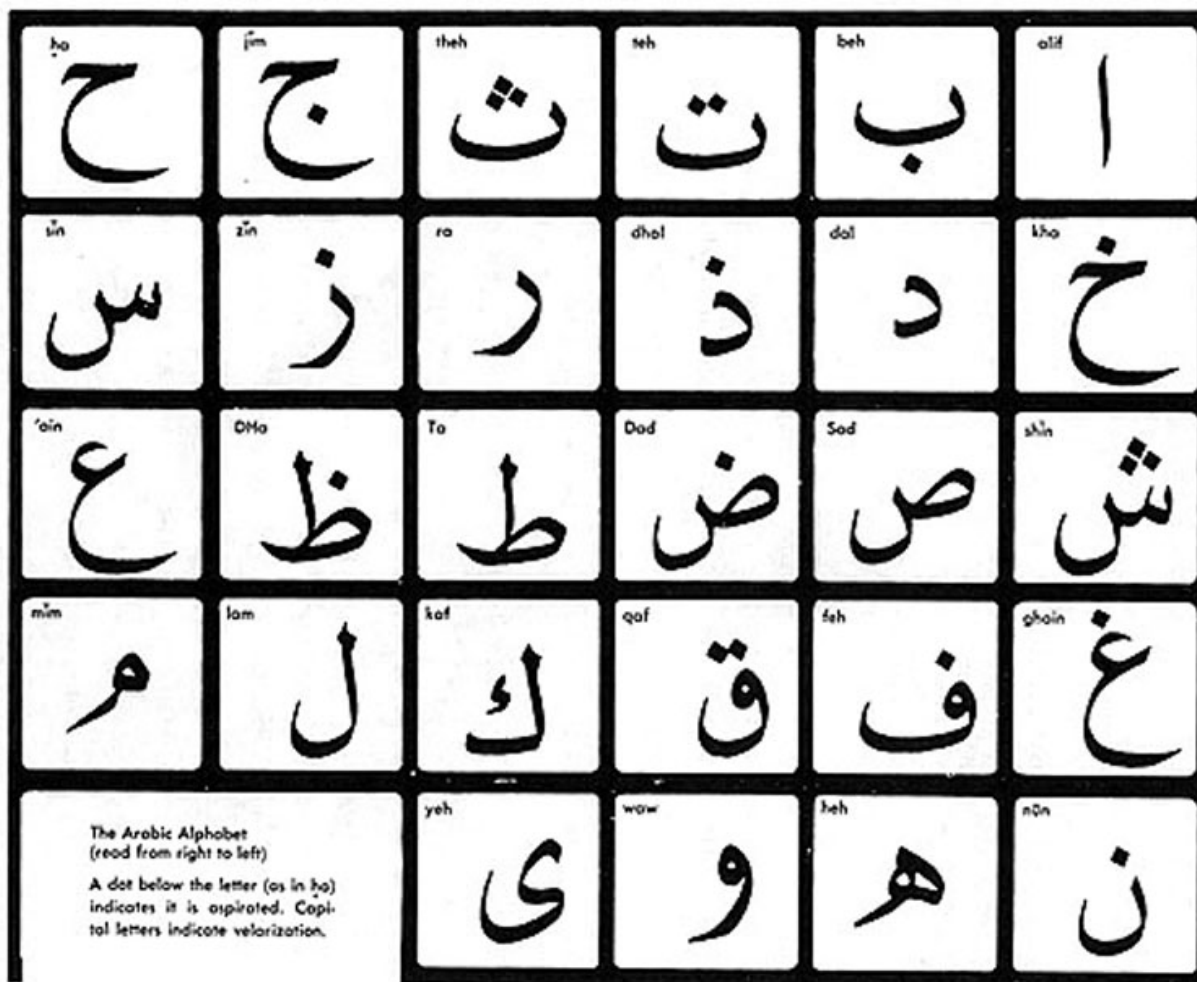 alif
ا
beh
ب
teh
ت
theh
ث
jīm
ج
ḥa
ح
kha
خ
dal
د
dhal
ذ
ra
ر
zīn
ز
sīn
س
shīn
ش
Sad
ص
Dad
ض
Ta
ط
DHa
ظ
‘ain
ع
ghain
غ
feh
ف
qaf
ق
kaf
ك
lam
ل
mīm
م
nūn
ن
heh
ه
waw
و
yeh
ى
The Arabic Alphabet
(read from right to left)
A dot below the letter (as in ḥa)
indicates it is aspirated. Capi-
tal letters indicate velarization.